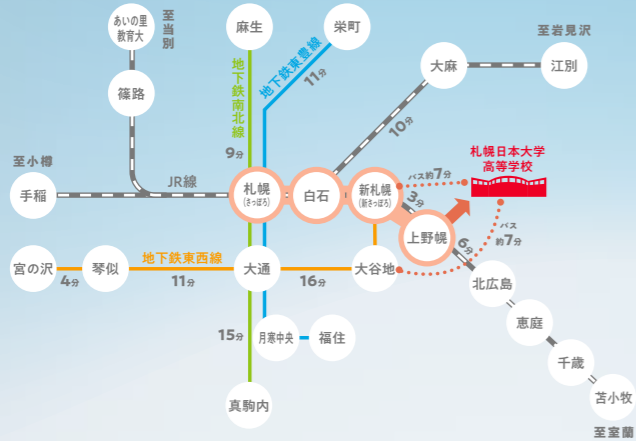 あいの里
教育大
至当別
麻生
栄町
至岩見沢
大麻
江別
篠路
地下鉄南北線
地下鉄東豊線
11分
9分
10分
札幌日本大学
高等学校
至小樽
手稲
JR線
札幌
(さっぽろ)
白石
新札幌
(新さっぽろ)
バス約7分
3分
上野幌
バス
約7分
6分
宮の沢
4分
琴似
地下鉄東西線
11分
大通
16分
大谷地
北広島
15分
月寒中央
福住
恵庭
千歳
真駒内
苫小牧
至室蘭